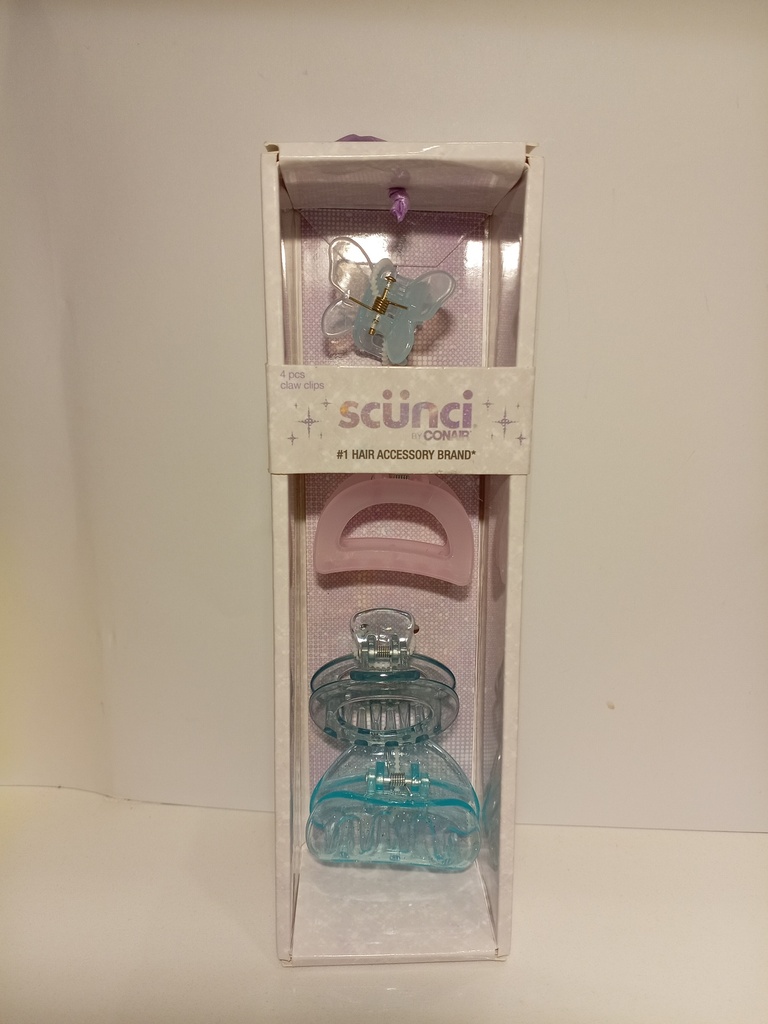 4 pcs
claw clips
scünci®
BY CONAIR
#1 HAIR ACCESSORY BRAND*